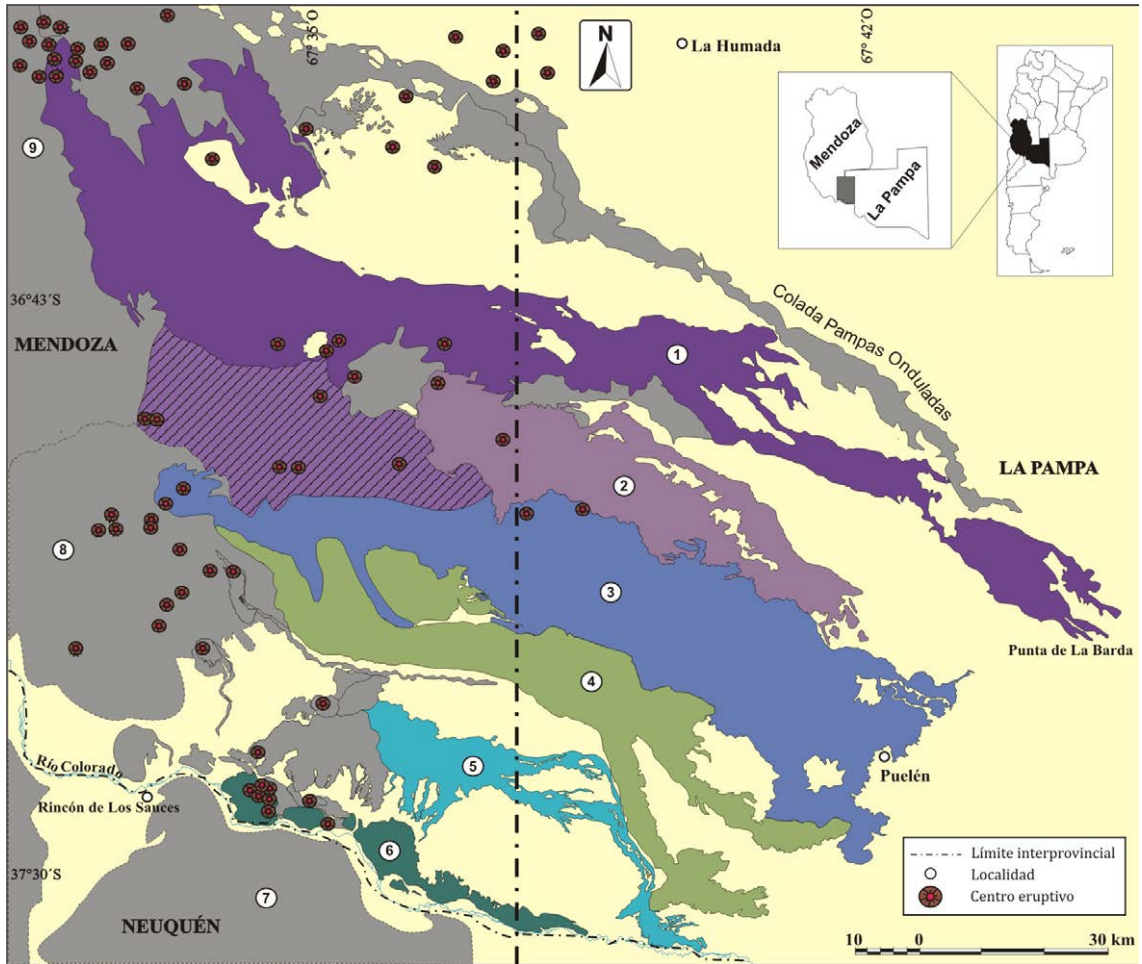 67° 35´O
67° 42´O
N
La Humada
Mendoza
La Pampa
9
36°43´S
MENDOZA
1
Colada Pampas Onduladas
LA PAMPA
2
8
3
Punta de La Barda
4
Río Colorado
5
Puelén
Rincón de Los Sauces
6
37°30´S
7
NEUQUÉN
Límite interprovincial
Localidad
Centro eruptivo
10 0 30 km